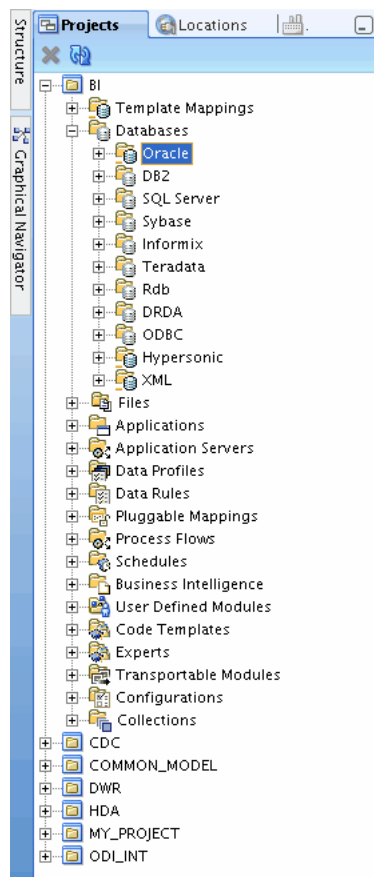 Structure
Graphical Navigator
Projects
Locations
BI
Template Mappings
Databases
Oracle
DB2
SQL Server
Sybase
Informix
Teradata
Rdb
DRDA
ODBC
Hypersonic
XML
Files
Applications
Application Servers
Data Profiles
Data Rules
Pluggable Mappings
Process Flows
Schedules
Business Intelligence
User Defined Modules
Code Templates
Experts
Transportable Modules
Configurations
Collections
CDC
COMMON_MODEL
DWR
HDA
MY_PROJECT
ODI_INT